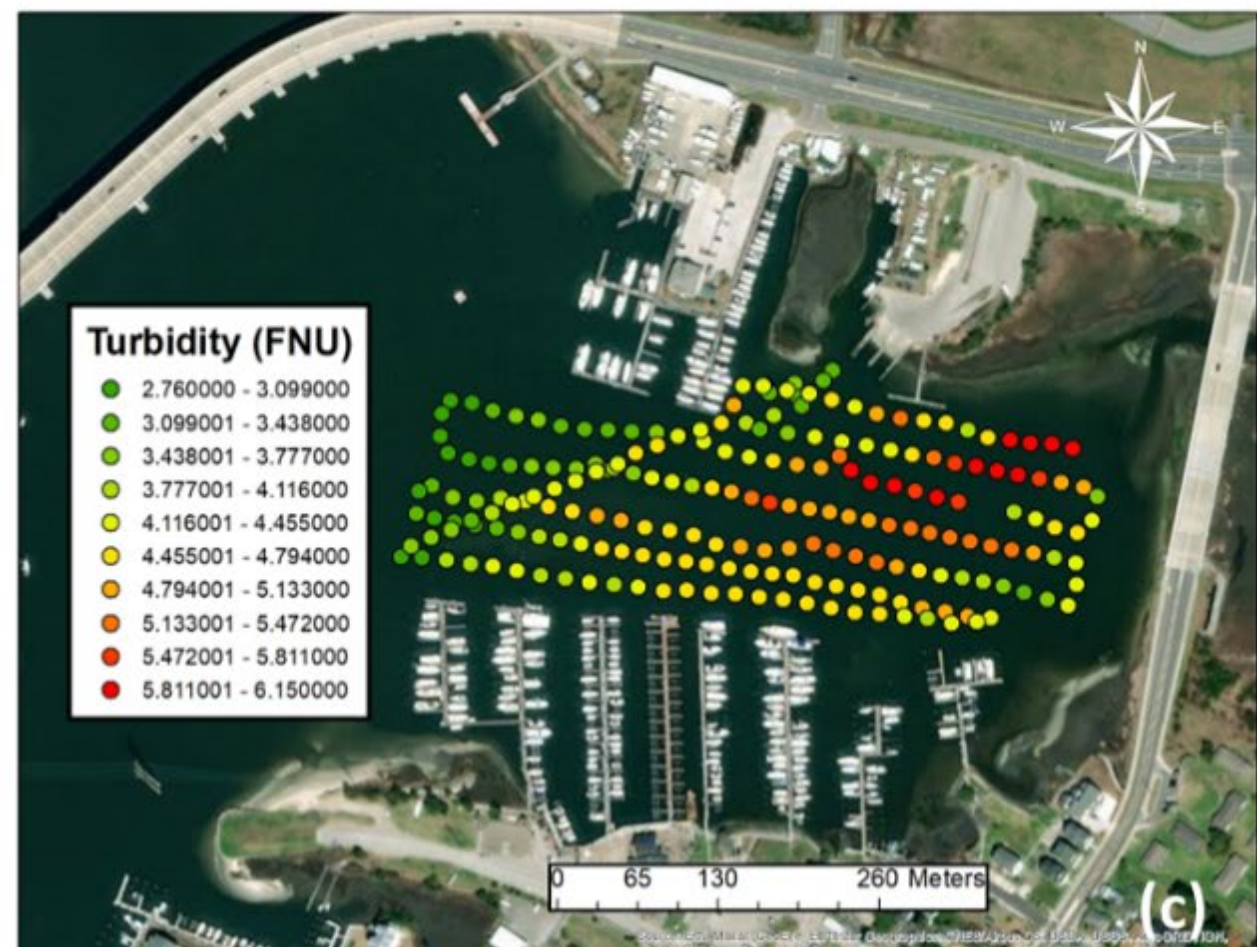 N
W E
S
Turbidity (FNU)
2.760000 - 3.099000
3.099001 - 3.438000
3.438001 - 3.777000
3.777001 - 4.116000
4.116001 - 4.455000
4.455001 - 4.794000
4.794001 - 5.133000
5.133001 - 5.472000
5.472001 - 5.811000
5.811001 - 6.150000
0 65 130 260 Meters
(c)